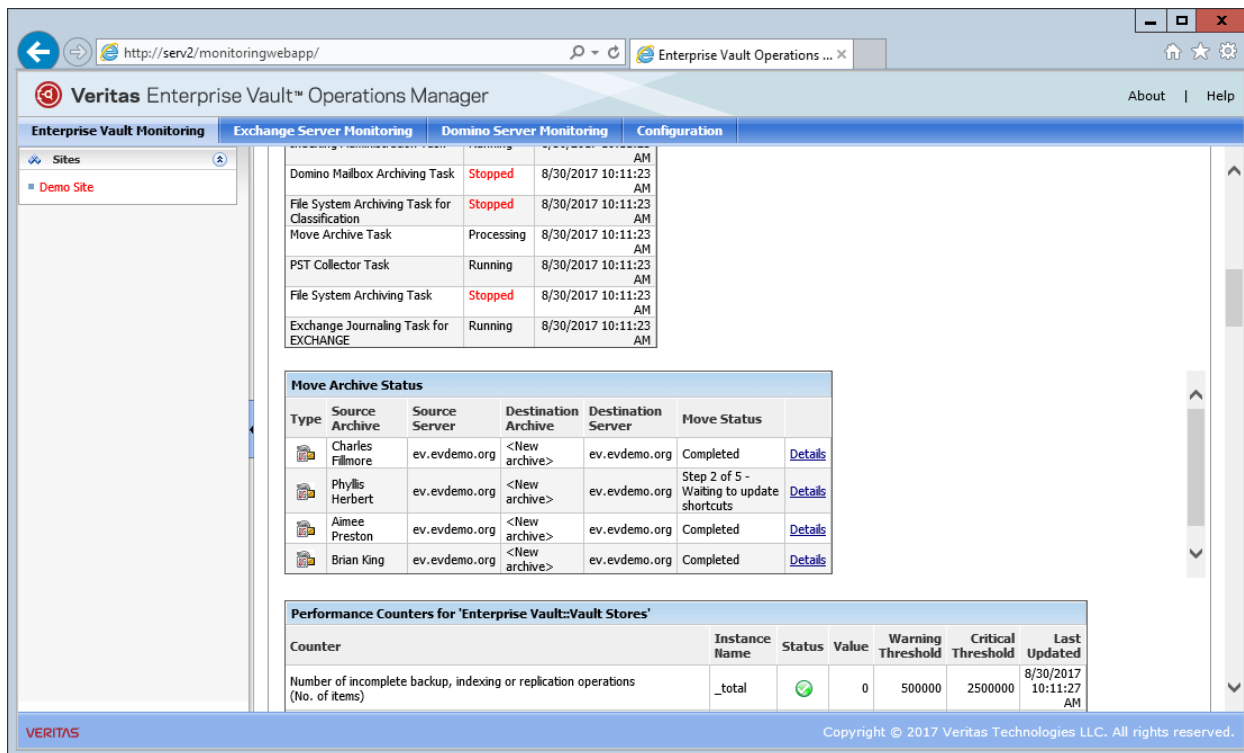 http://serv2/monitoringwebapp/
Enterprise Vault Operations ...
Veritas Enterprise Vault™ Operations Manager
About | Help
Enterprise Vault Monitoring Exchange Server Monitoring Domino Server Monitoring Configuration
Sites
Demo Site
AM
Domino Mailbox Archiving Task Stopped 8/30/2017 10:11:23
AM
File System Archiving Task for Stopped 8/30/2017 10:11:23
Classification AM
Move Archive Task Processing 8/30/2017 10:11:23
AM
PST Collector Task Running 8/30/2017 10:11:23
AM
File System Archiving Task Stopped 8/30/2017 10:11:23
AM
Exchange Journaling Task for Running 8/30/2017 10:11:23
EXCHANGE AM
Move Archive Status
Type Source Source Destination Destination Move Status
Archive Server Archive Server
Charles <New
ev.evdemo.org ev.evdemo.org Completed Details
Fillmore archive>
Step 2 of 5 -
Phyllis <New
ev.evdemo.org ev.evdemo.org Waiting to update Details
Herbert archive>
shortcuts
Aimee <New
ev.evdemo.org ev.evdemo.org Completed Details
Preston archive>
<New
Brian King ev.evdemo.org ev.evdemo.org Completed Details
archive>
Performance Counters for 'Enterprise Vault::Vault Stores'
Counter Instance Status Value Warning Critical Last
Name Threshold Threshold Updated
Number of incomplete backup, indexing or replication operations 8/30/2017
(No. of items) _total 0 500000 2500000 10:11:27
AM
VERITAS Copyright © 2017 Veritas Technologies LLC. All rights reserved.